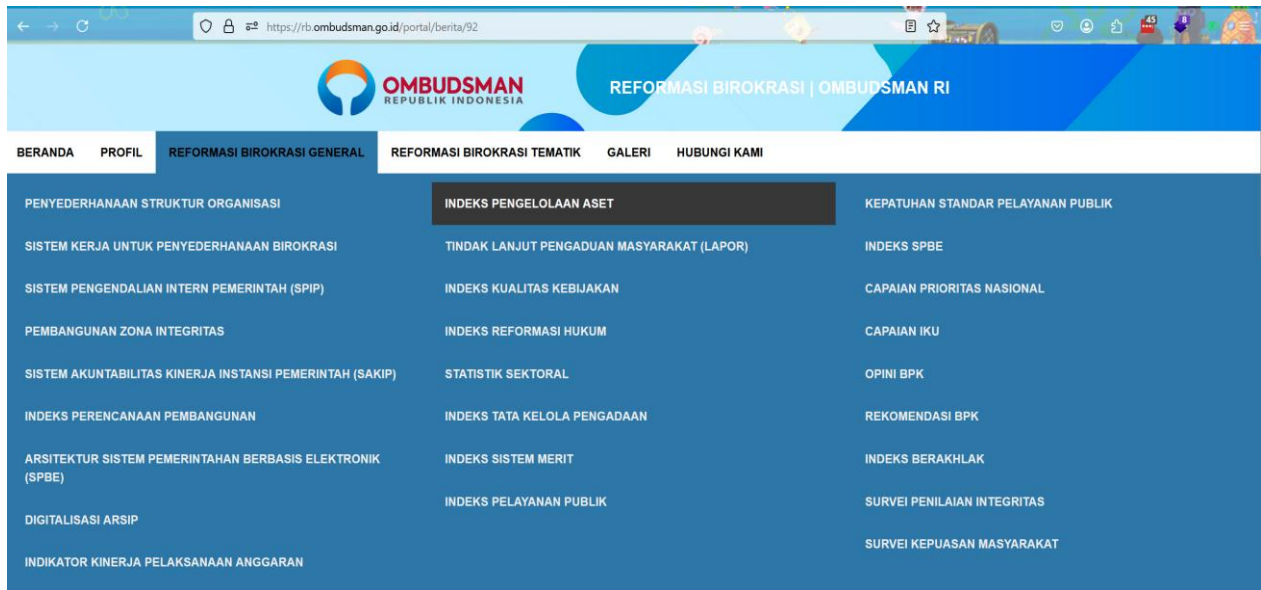 https://rb.ombudsman.go.id/portal/berita/92
45
8
OMBUDSMAN
REPUBLIK INDONESIA
REFORMASI BIROKRASI | OMBUDSMAN RI
BERANDA PROFIL REFORMASI BIROKRASI GENERAL REFORMASI BIROKRASI TEMATIK GALERI HUBUNGI KAMI
PENYEDERHANAAN STRUKTUR ORGANISASI
SISTEM KERJA UNTUK PENYEDERHANAAN BIROKRASI
SISTEM PENGENDALIAN INTERN PEMERINTAH (SPIP)
PEMBANGUNAN ZONA INTEGRITAS
SISTEM AKUNTABILITAS KINERJA INSTANSI PEMERINTAH (SAKIP)
INDEKS PERENCANAAN PEMBANGUNAN
ARSITEKTUR SISTEM PEMERINTAHAN BERBASIS ELEKTRONIK
(SPBE)
DIGITALISASI ARSIP
INDIKATOR KINERJA PELAKSANAAN ANGGARAN
INDEKS PENGELOLAAN ASET
TINDAK LANJUT PENGADUAN MASYARAKAT (LAPOR)
INDEKS KUALITAS KEBIJAKAN
INDEKS REFORMASI HUKUM
STATISTIK SEKTORAL
INDEKS TATA KELOLA PENGADAAN
INDEKS SISTEM MERIT
INDEKS PELAYANAN PUBLIK
KEPATUHAN STANDAR PELAYANAN PUBLIK
INDEKS SPBE
CAPAIAN PRIORITAS NASIONAL
CAPAIAN IKU
OPINI BPK
REKOMENDASI BPK
INDEKS BERAKHLAK
SURVEI PENILAIAN INTEGRITAS
SURVEI KEPUASAN MASYARAKAT